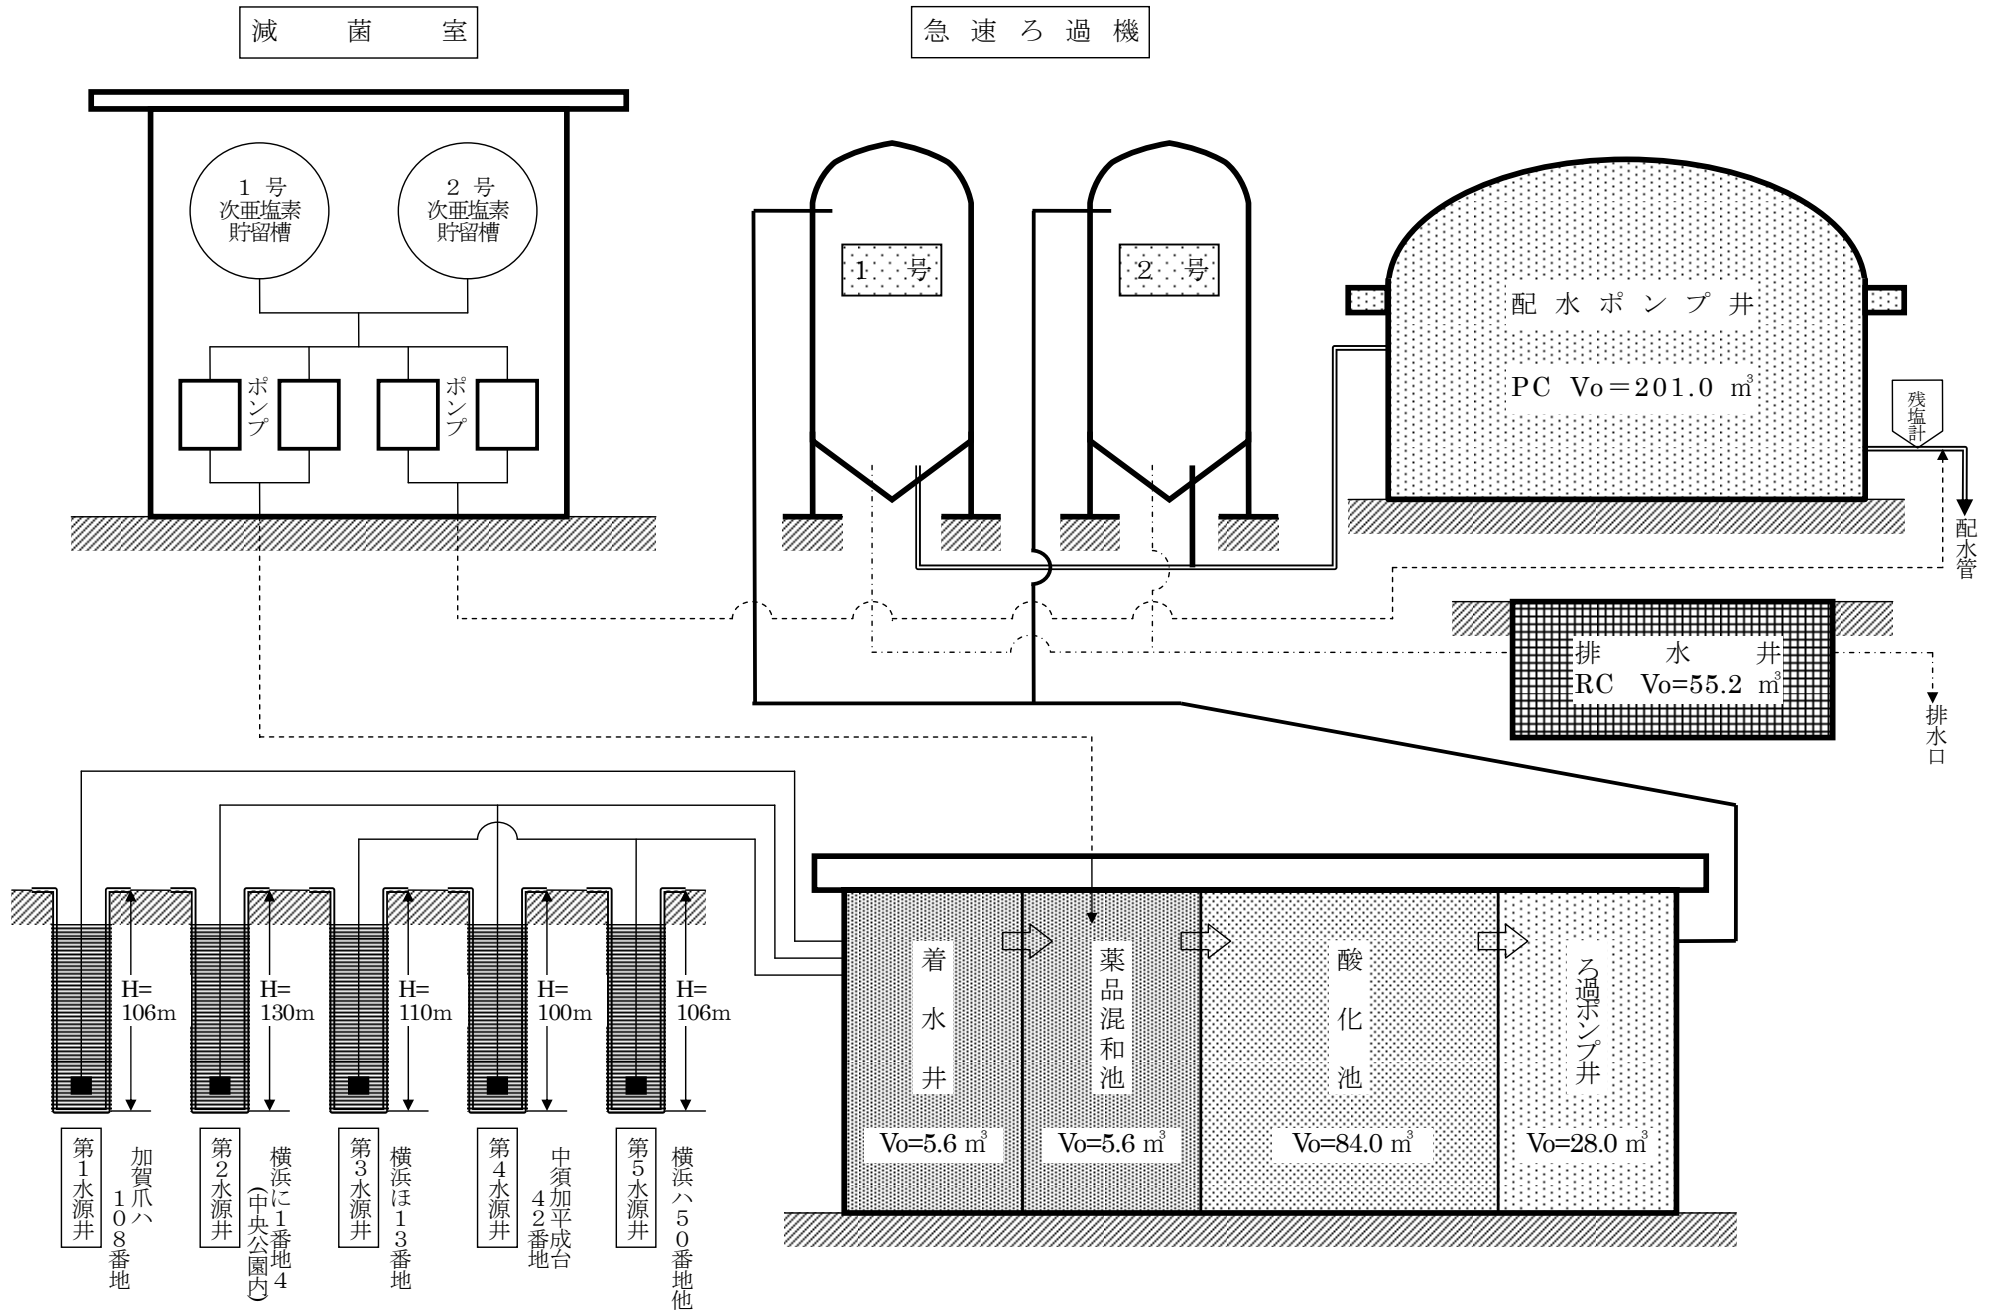 減菌室
急速ろ過機
1号
次亜塩素
貯留槽
2号
次亜塩素
貯留槽
ポンプ
ポンプ
1号
2号
配水ポンプ井
PC Vo=201.0 ㎥
残塩計
配水管
排水井
RC Vo=55.2 ㎥
排水口
H=
106m
H=
130m
H=
110m
H=
100m
H=
106m
着水井
Vo=5.6 ㎥
薬品混和池
Vo=5.6 ㎥
酸化池
Vo=84.0 ㎥
ろ過ポンプ井
Vo=28.0 ㎥
第1水源井
加賀爪ハ
108番地
第2水源井
横浜に1番地4
(中央公園内)
第3水源井
横浜ほ13番地
第4水源井
中須加平成台
42番地
第5水源井
横浜ハ50番地他